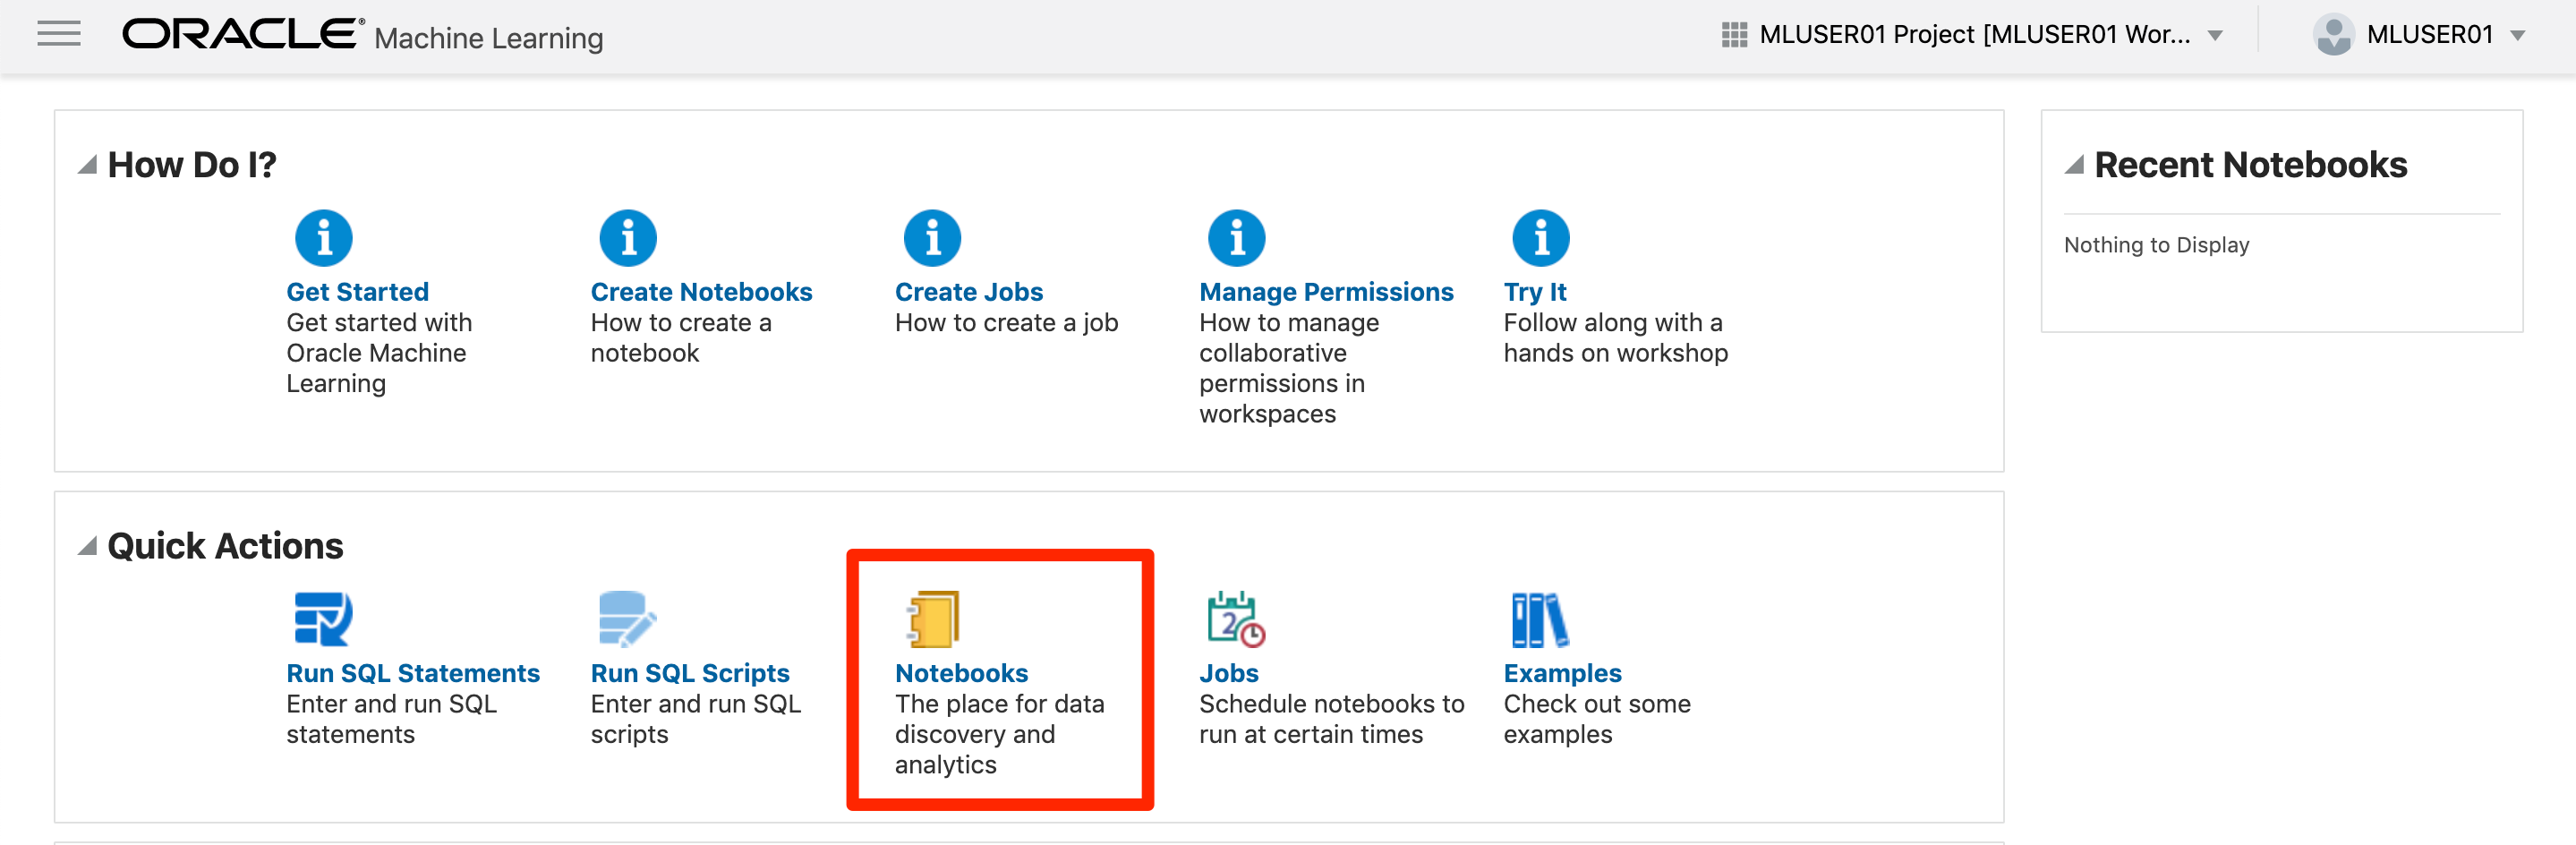 ORACLE® Machine Learning
MLUSER01 Project [MLUSER01 Wor...
MLUSER01
How Do I?
Get Started
Get started with
Oracle Machine
Learning
Create Notebooks
How to create a
notebook
Create Jobs
How to create a job
Manage Permissions
How to manage
collaborative
permissions in
workspaces
Try It
Follow along with a
hands on workshop
Recent Notebooks
Nothing to Display
Quick Actions
Run SQL Statements
Enter and run SQL
statements
Run SQL Scripts
Enter and run SQL
scripts
Notebooks
The place for data
discovery and
analytics
2
Jobs
Schedule notebooks to
run at certain times
Examples
Check out some
examples